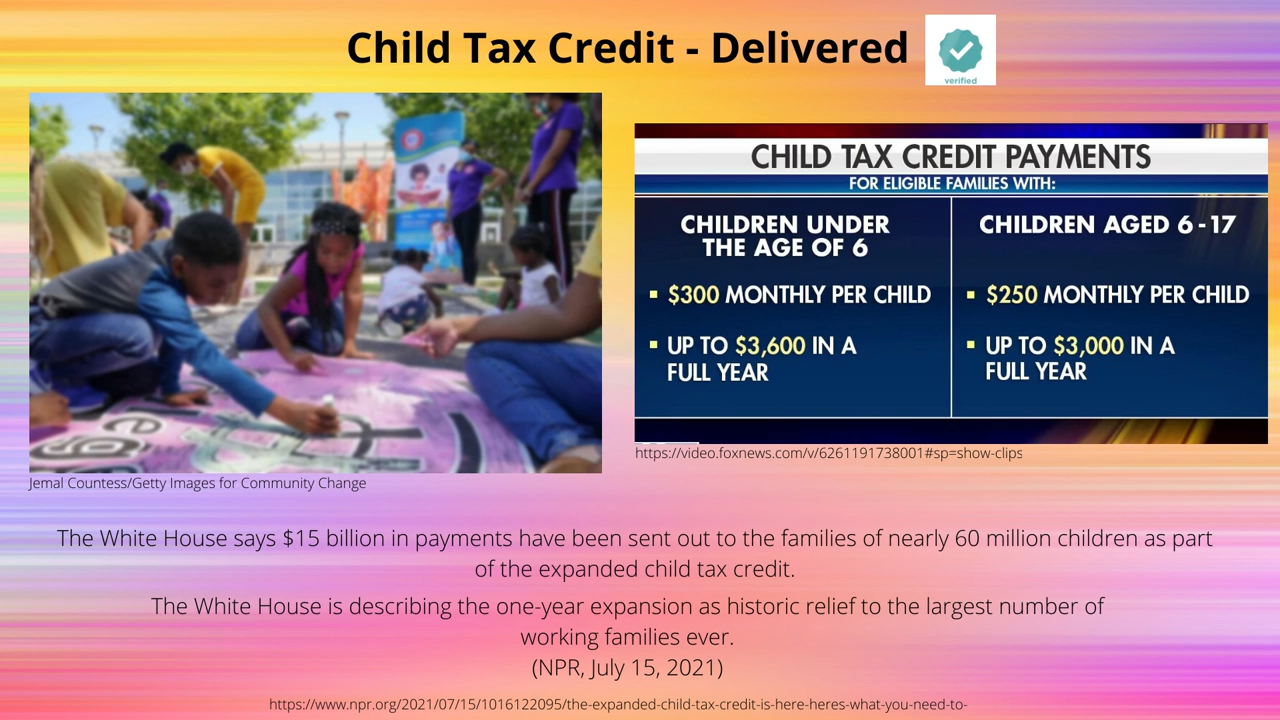 Child Tax Credit - Delivered
verified
CHILD TAX CREDIT PAYMENTS
FOR ELIGIBLE FAMILIES WITH:
CHILDREN UNDER
THE AGE OF 6
▪ $300 MONTHLY PER CHILD
▪ UP TO $3,600 IN A
FULL YEAR
CHILDREN AGED 6-17
▪ $250 MONTHLY PER CHILD
▪ UP TO $3,000 IN A
FULL YEAR
https://video.foxnews.com/v/6261191738001#sp=show-clips
Jemal Countess/Getty Images for Community Change
The White House says $15 billion in payments have been sent out to the families of nearly 60 million children as part
of the expanded child tax credit.
The White House is describing the one-year expansion as historic relief to the largest number of
working families ever.
(NPR, July 15, 2021)
https://www.npr.org/2021/07/15/1016122095/the-expanded-child-tax-credit-is-here-heres-what-you-need-to-